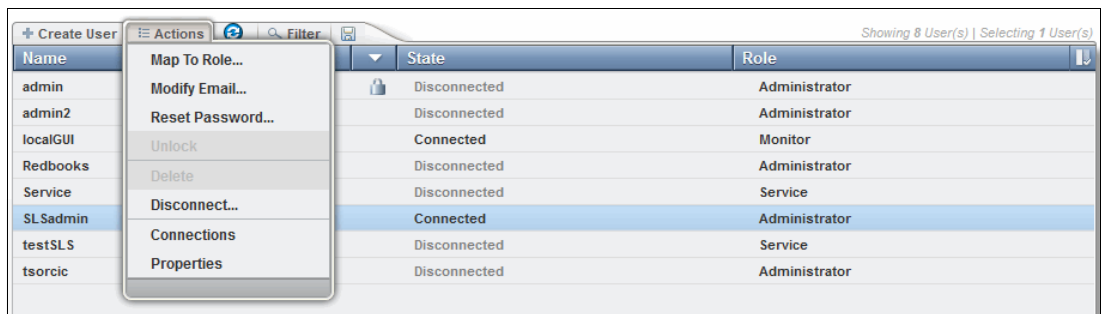 Create User Actions Filter Showing 8 User(s) | Selecting 1 User(s)
Name State Role
Map To Role...
Modify Email...
Reset Password...
Unlock
Delete
Disconnect...
Connections
Properties
admin Disconnected Administrator
admin2 Disconnected Administrator
localGUI Connected Monitor
Redbooks Disconnected Administrator
Service Disconnected Service
SLSadmin Connected Administrator
testSLS Disconnected Service
tsorcic Disconnected Administrator